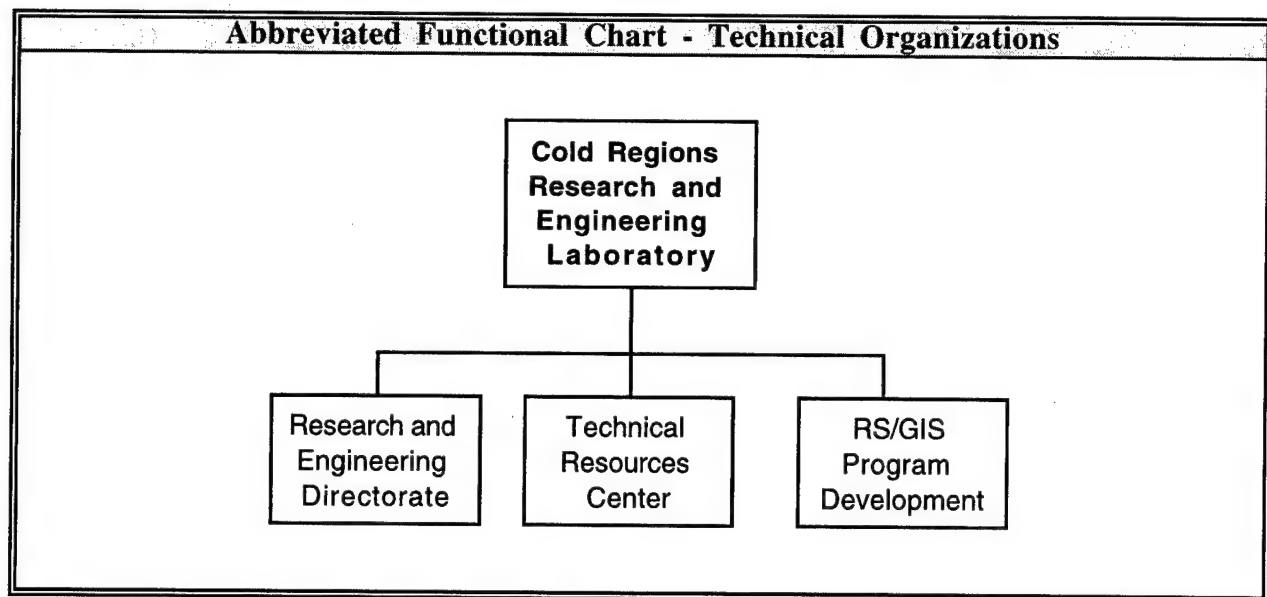 Abbreviated Functional Chart - Technical Organizations
Cold Regions
Research and
Engineering
Laboratory
Research and
Engineering
Directorate
Technical
Resources
Center
RS/GIS
Program
Development